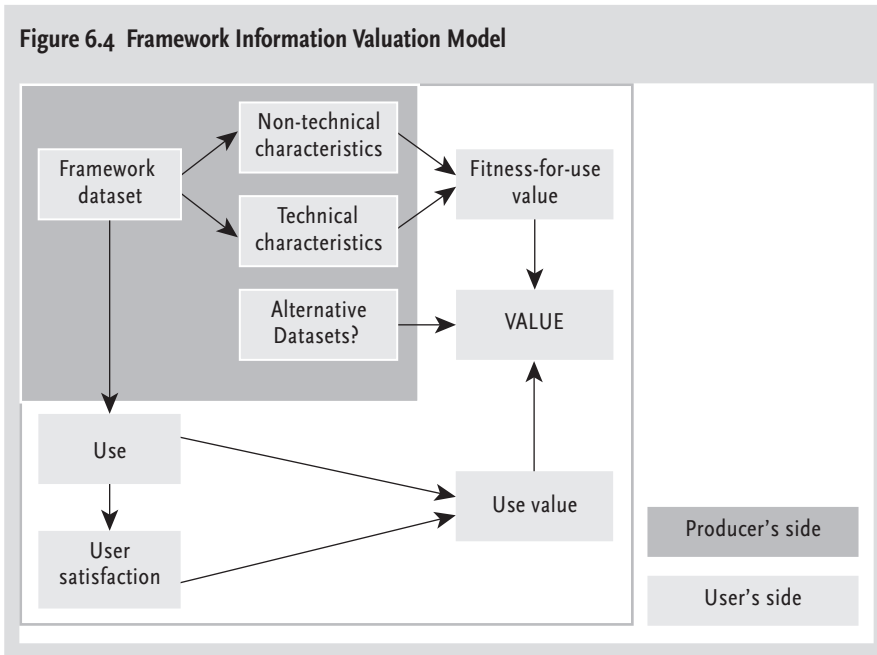 Figure 6.4 Framework Information Valuation Model
Non-technical
characteristics
Framework
dataset
Fitness-for-use
value
Technical
characteristics
Alternative
Datasets?
VALUE
Use
Use value
User
satisfaction
Producer's side
User's side